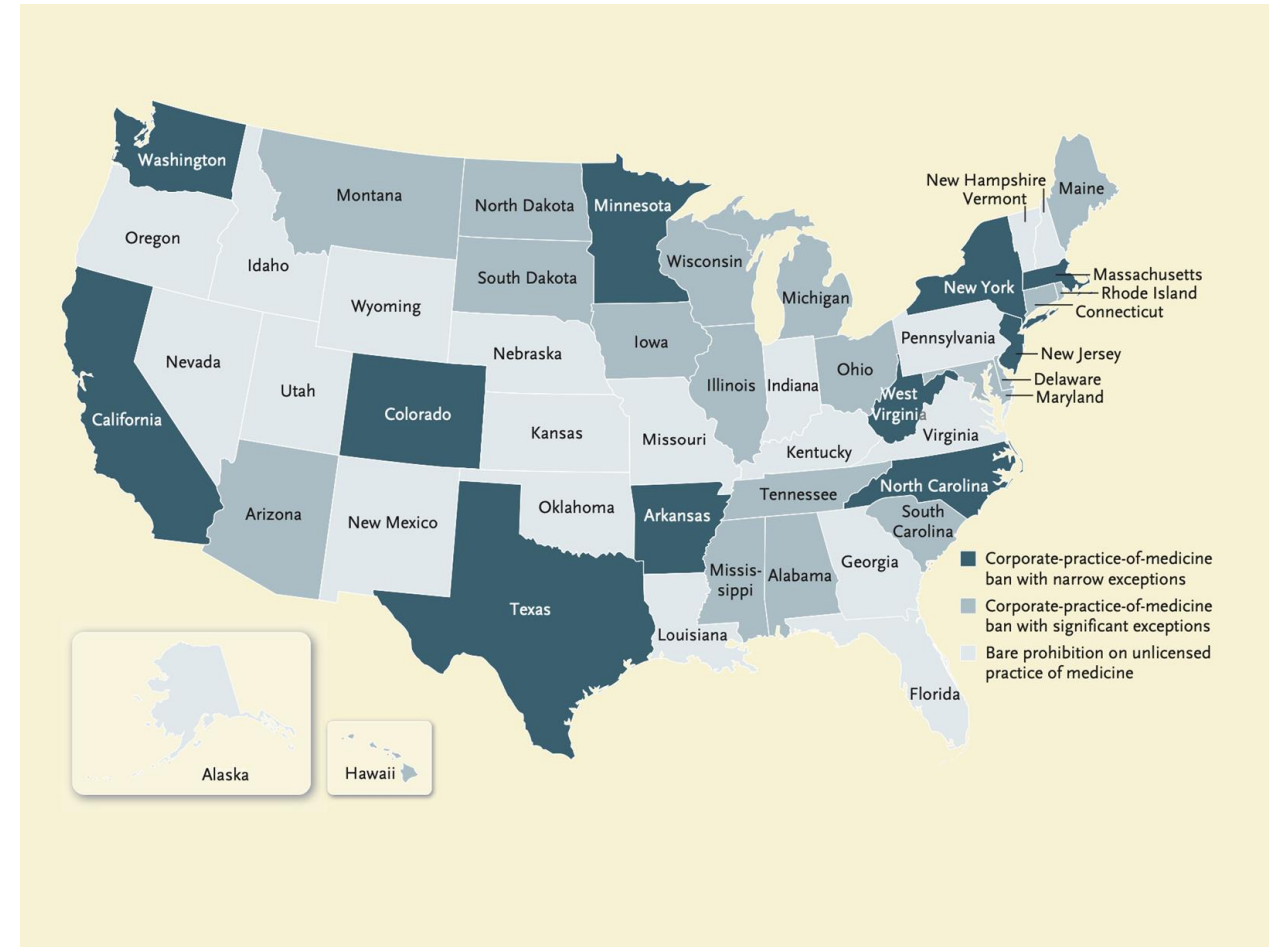 Washington
Montana
North Dakota
Minnesota
New Hampshire
Vermont
Maine
Oregon
Idaho
South Dakota
Wisconsin
Michigan
New York
Massachusetts
Rhode Island
Connecticut
Wyoming
Nebraska
Iowa
Pennsylvania
New Jersey
Nevada
Utah
Colorado
Illinois
Indiana
Ohio
Delaware
Maryland
California
Kansas
Missouri
West
Virginia
Virginia
Kentucky
Arizona
New Mexico
Oklahoma
Arkansas
Tennessee
North Carolina
South
Carolina
Texas
Missis-
sippi
Alabama
Georgia
Louisiana
Florida
Alaska
Hawaii
Corporate-practice-of-medicine
ban with narrow exceptions
Corporate-practice-of-medicine
ban with significant exceptions
Bare prohibition on unlicensed
practice of medicine